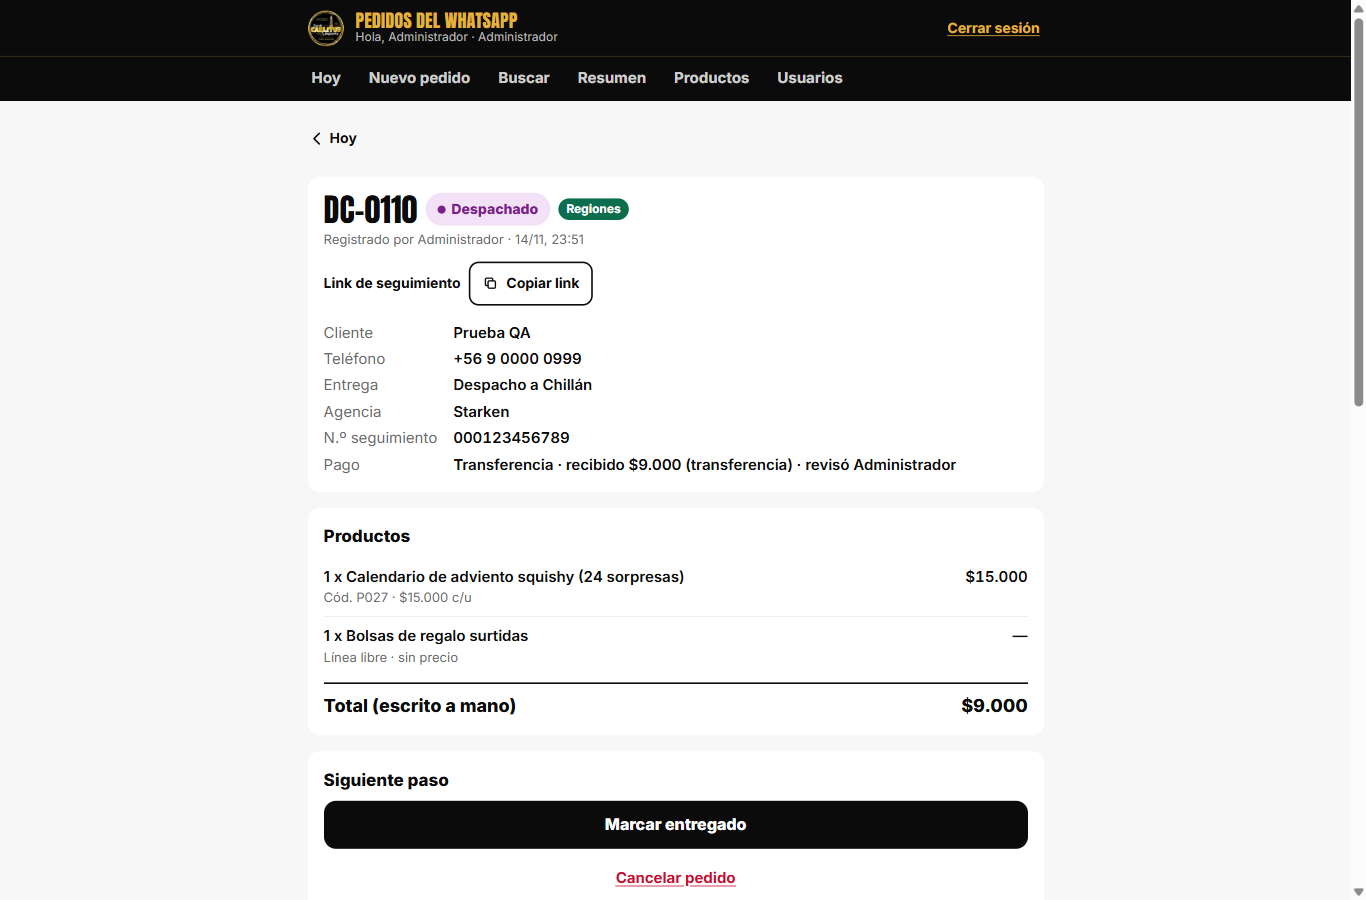 PEDIDOS DEL WHATSAPP
Hola, Administrador · Administrador
Cerrar sesión
Hoy Nuevo pedido Buscar Resumen Productos Usuarios
Hoy
DC-0110 Despachado Regiones
Registrado por Administrador · 14/11, 23:51
Link de seguimiento Copiar link
Cliente Prueba QA
Teléfono +56 9 0000 0999
Entrega Despacho a Chillán
Agencia Starken
N.º seguimiento 000123456789
Pago Transferencia · recibido $9.000 (transferencia) · revisó Administrador
Productos
1 x Calendario de adviento squishy (24 sorpresas) $15.000
Cód. P027 · $15.000 c/u
1 x Bolsas de regalo surtidas —
Línea libre · sin precio
Total (escrito a mano) $9.000
Siguiente paso
Marcar entregado
Cancelar pedido